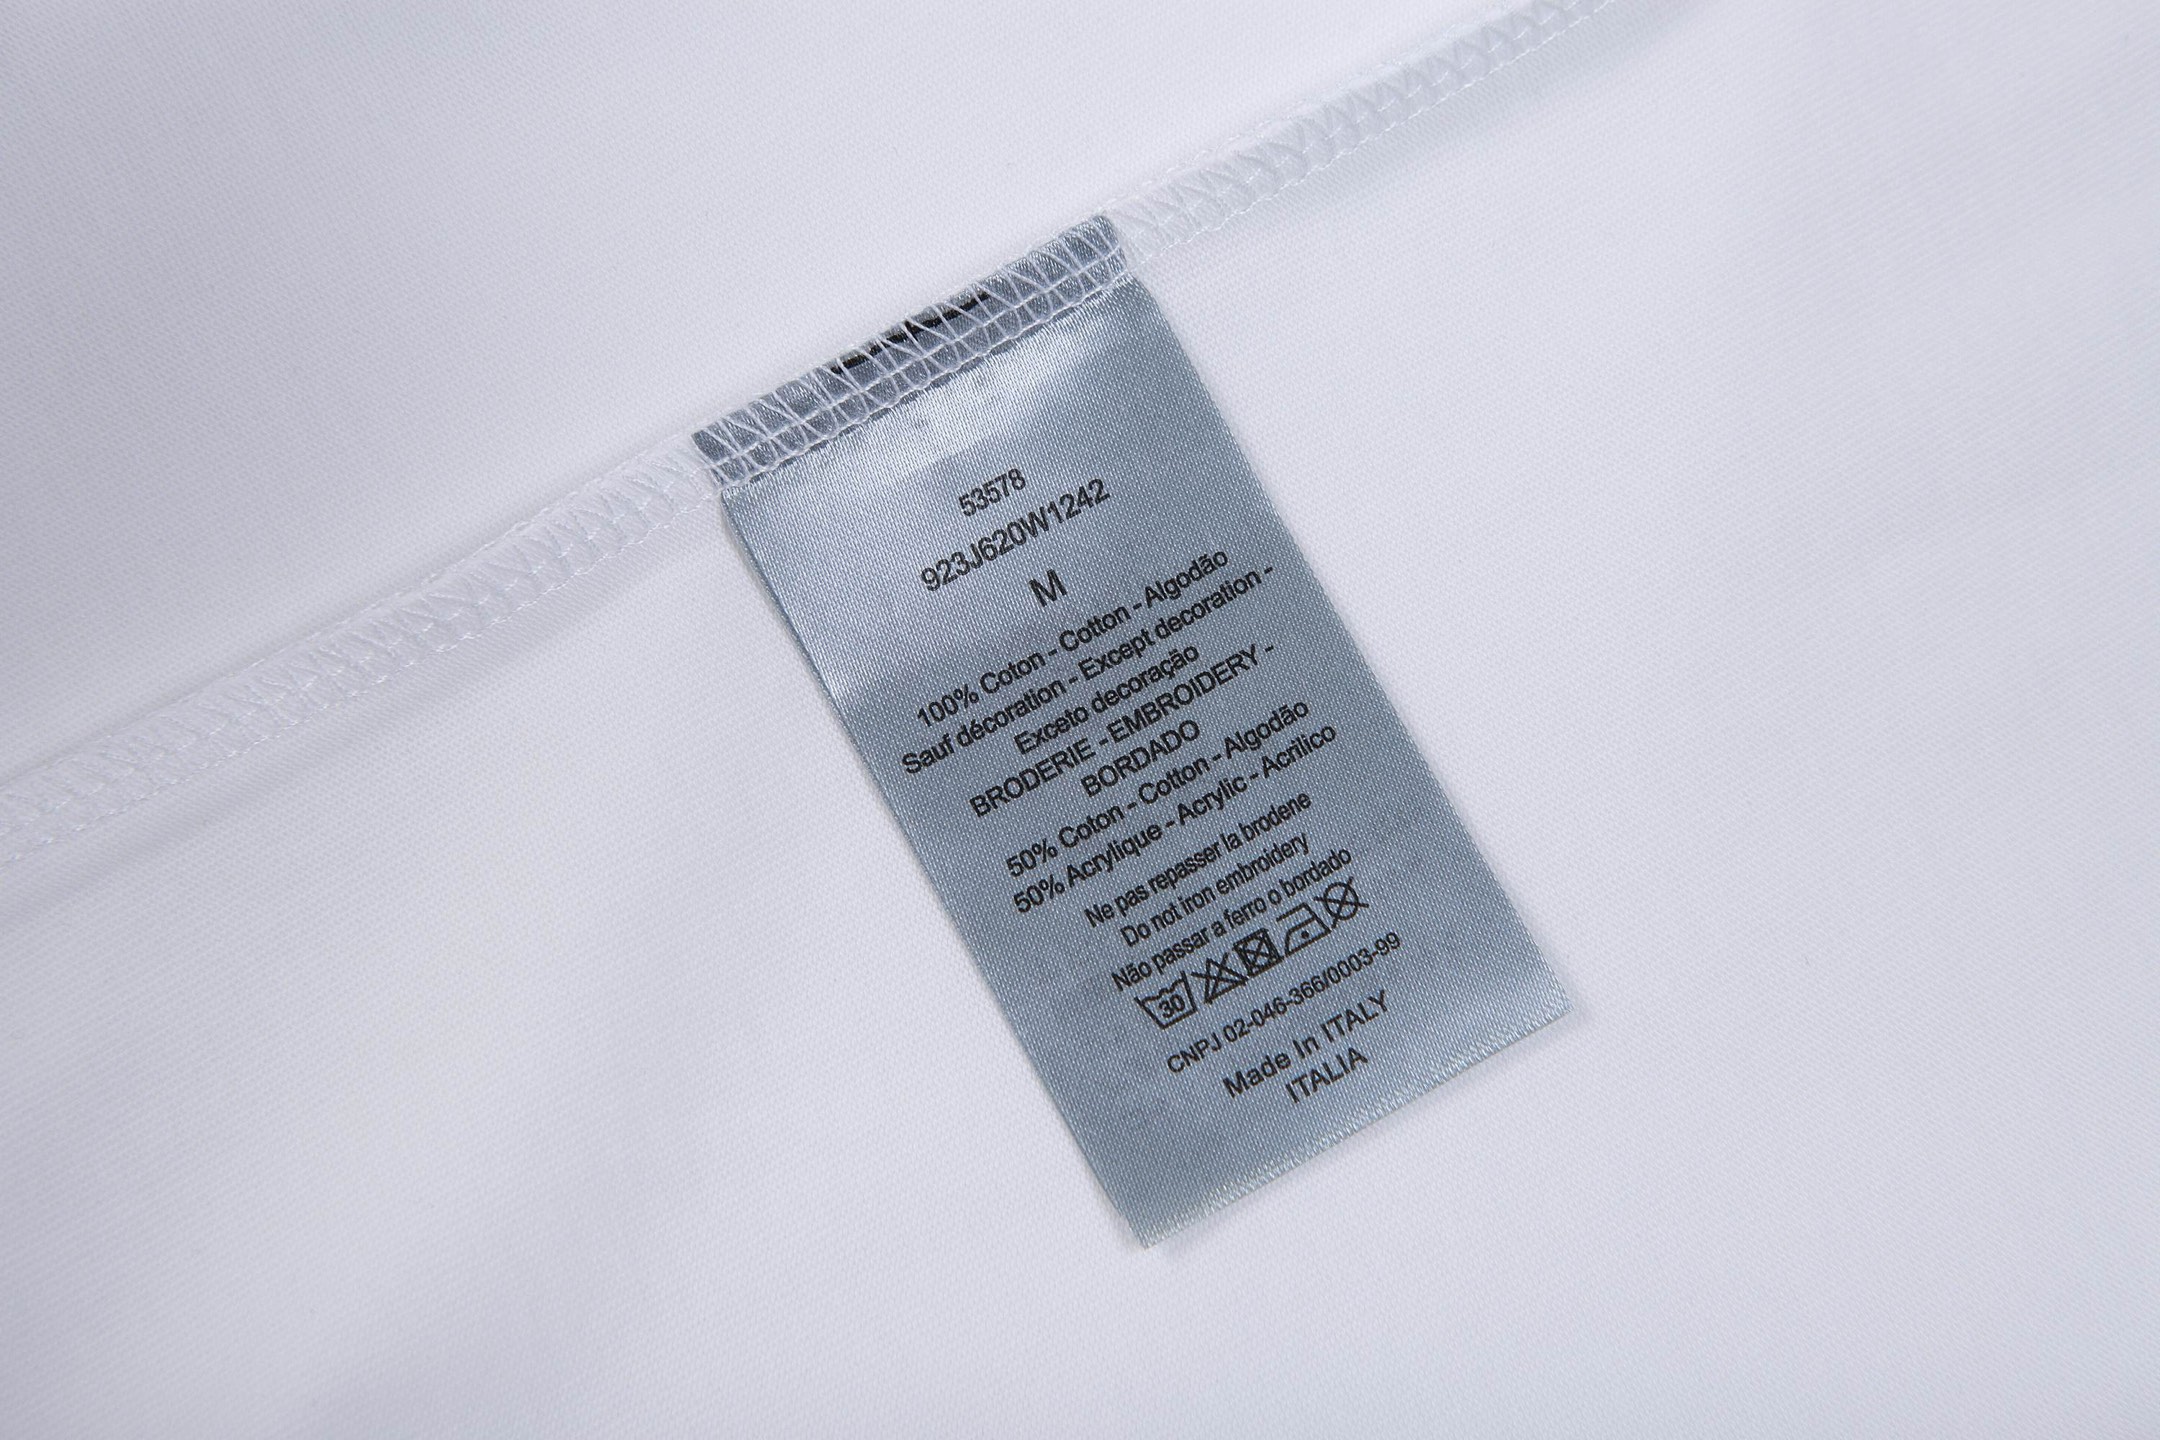 53578
923J620W1242
M
100% Coton - Cotton - Algodão
Sauf décoration - Except decoration -
Exceto decoração
BRODERIE - EMBROIDERY -
BORDADO
50% Coton - Cotton - Algodão
50% Acrylique - Acrylic - Acrilico
Ne pas repasser la brodene
Do not iron embroidery
Não passar a ferro o bordado
30
CNPJ 02-046-366/0003-99
Made In ITALY
ITALIA